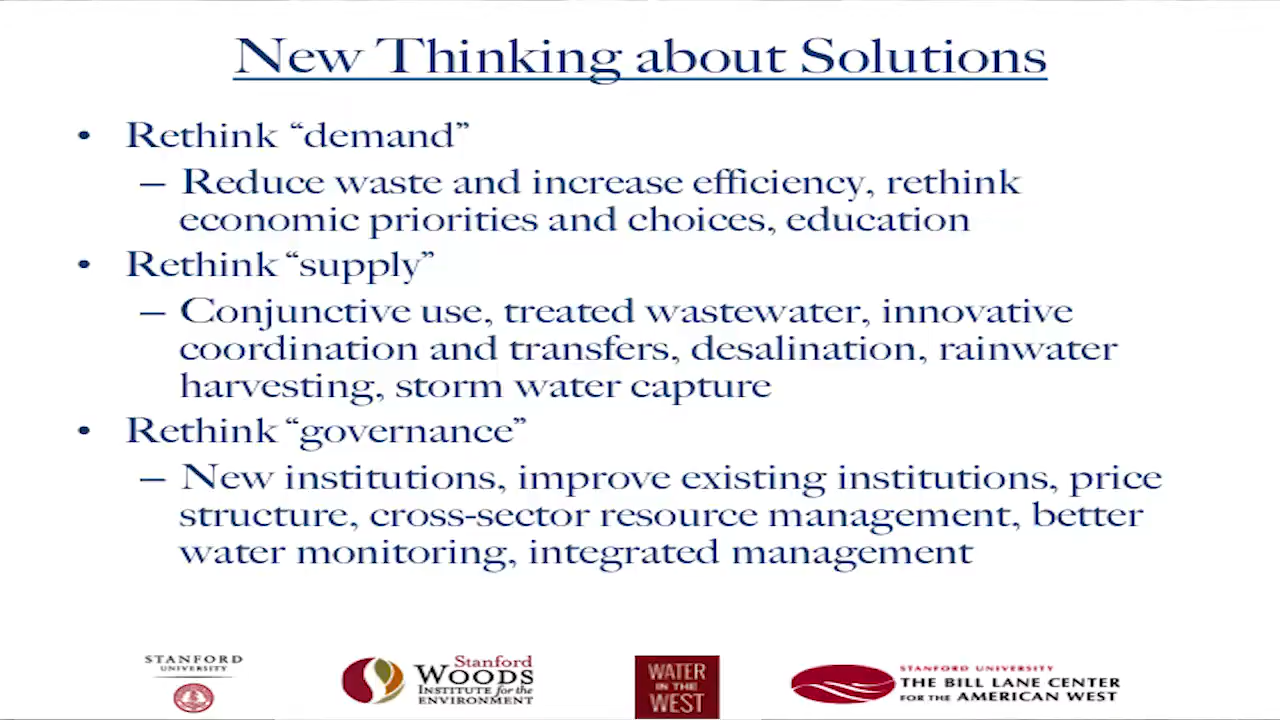 New Thinking about Solutions
• Rethink “demand”
– Reduce waste and increase efficiency, rethink
economic priorities and choices, education
• Rethink “supply”
– Conjunctive use, treated wastewater, innovative
coordination and transfers, desalination, rainwater
harvesting, storm water capture
• Rethink “governance”
– New institutions, improve existing institutions, price
structure, cross-sector resource management, better
water monitoring, integrated management
STANFORD
UNIVERSITY
Stanford
WOODS
INSTITUTE for the
ENVIRONMENT
WATER
IN THE
WEST
STANFORD UNIVERSITY
THE BILL LANE CENTER
FOR THE AMERICAN WEST